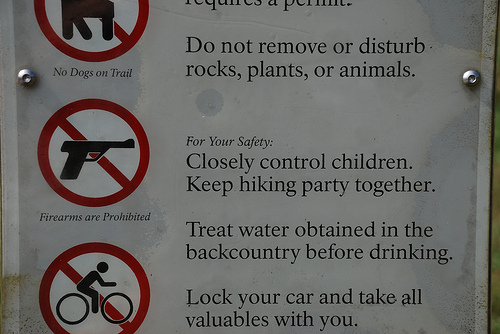 requires a permit.
Do not remove or disturb
rocks, plants, or animals.
No Dogs on Trail
For Your Safety:
Closely control children.
Keep hiking party together.
Firearms are Prohibited
Treat water obtained in the
backcountry before drinking.
Lock your car and take all
valuables with you.